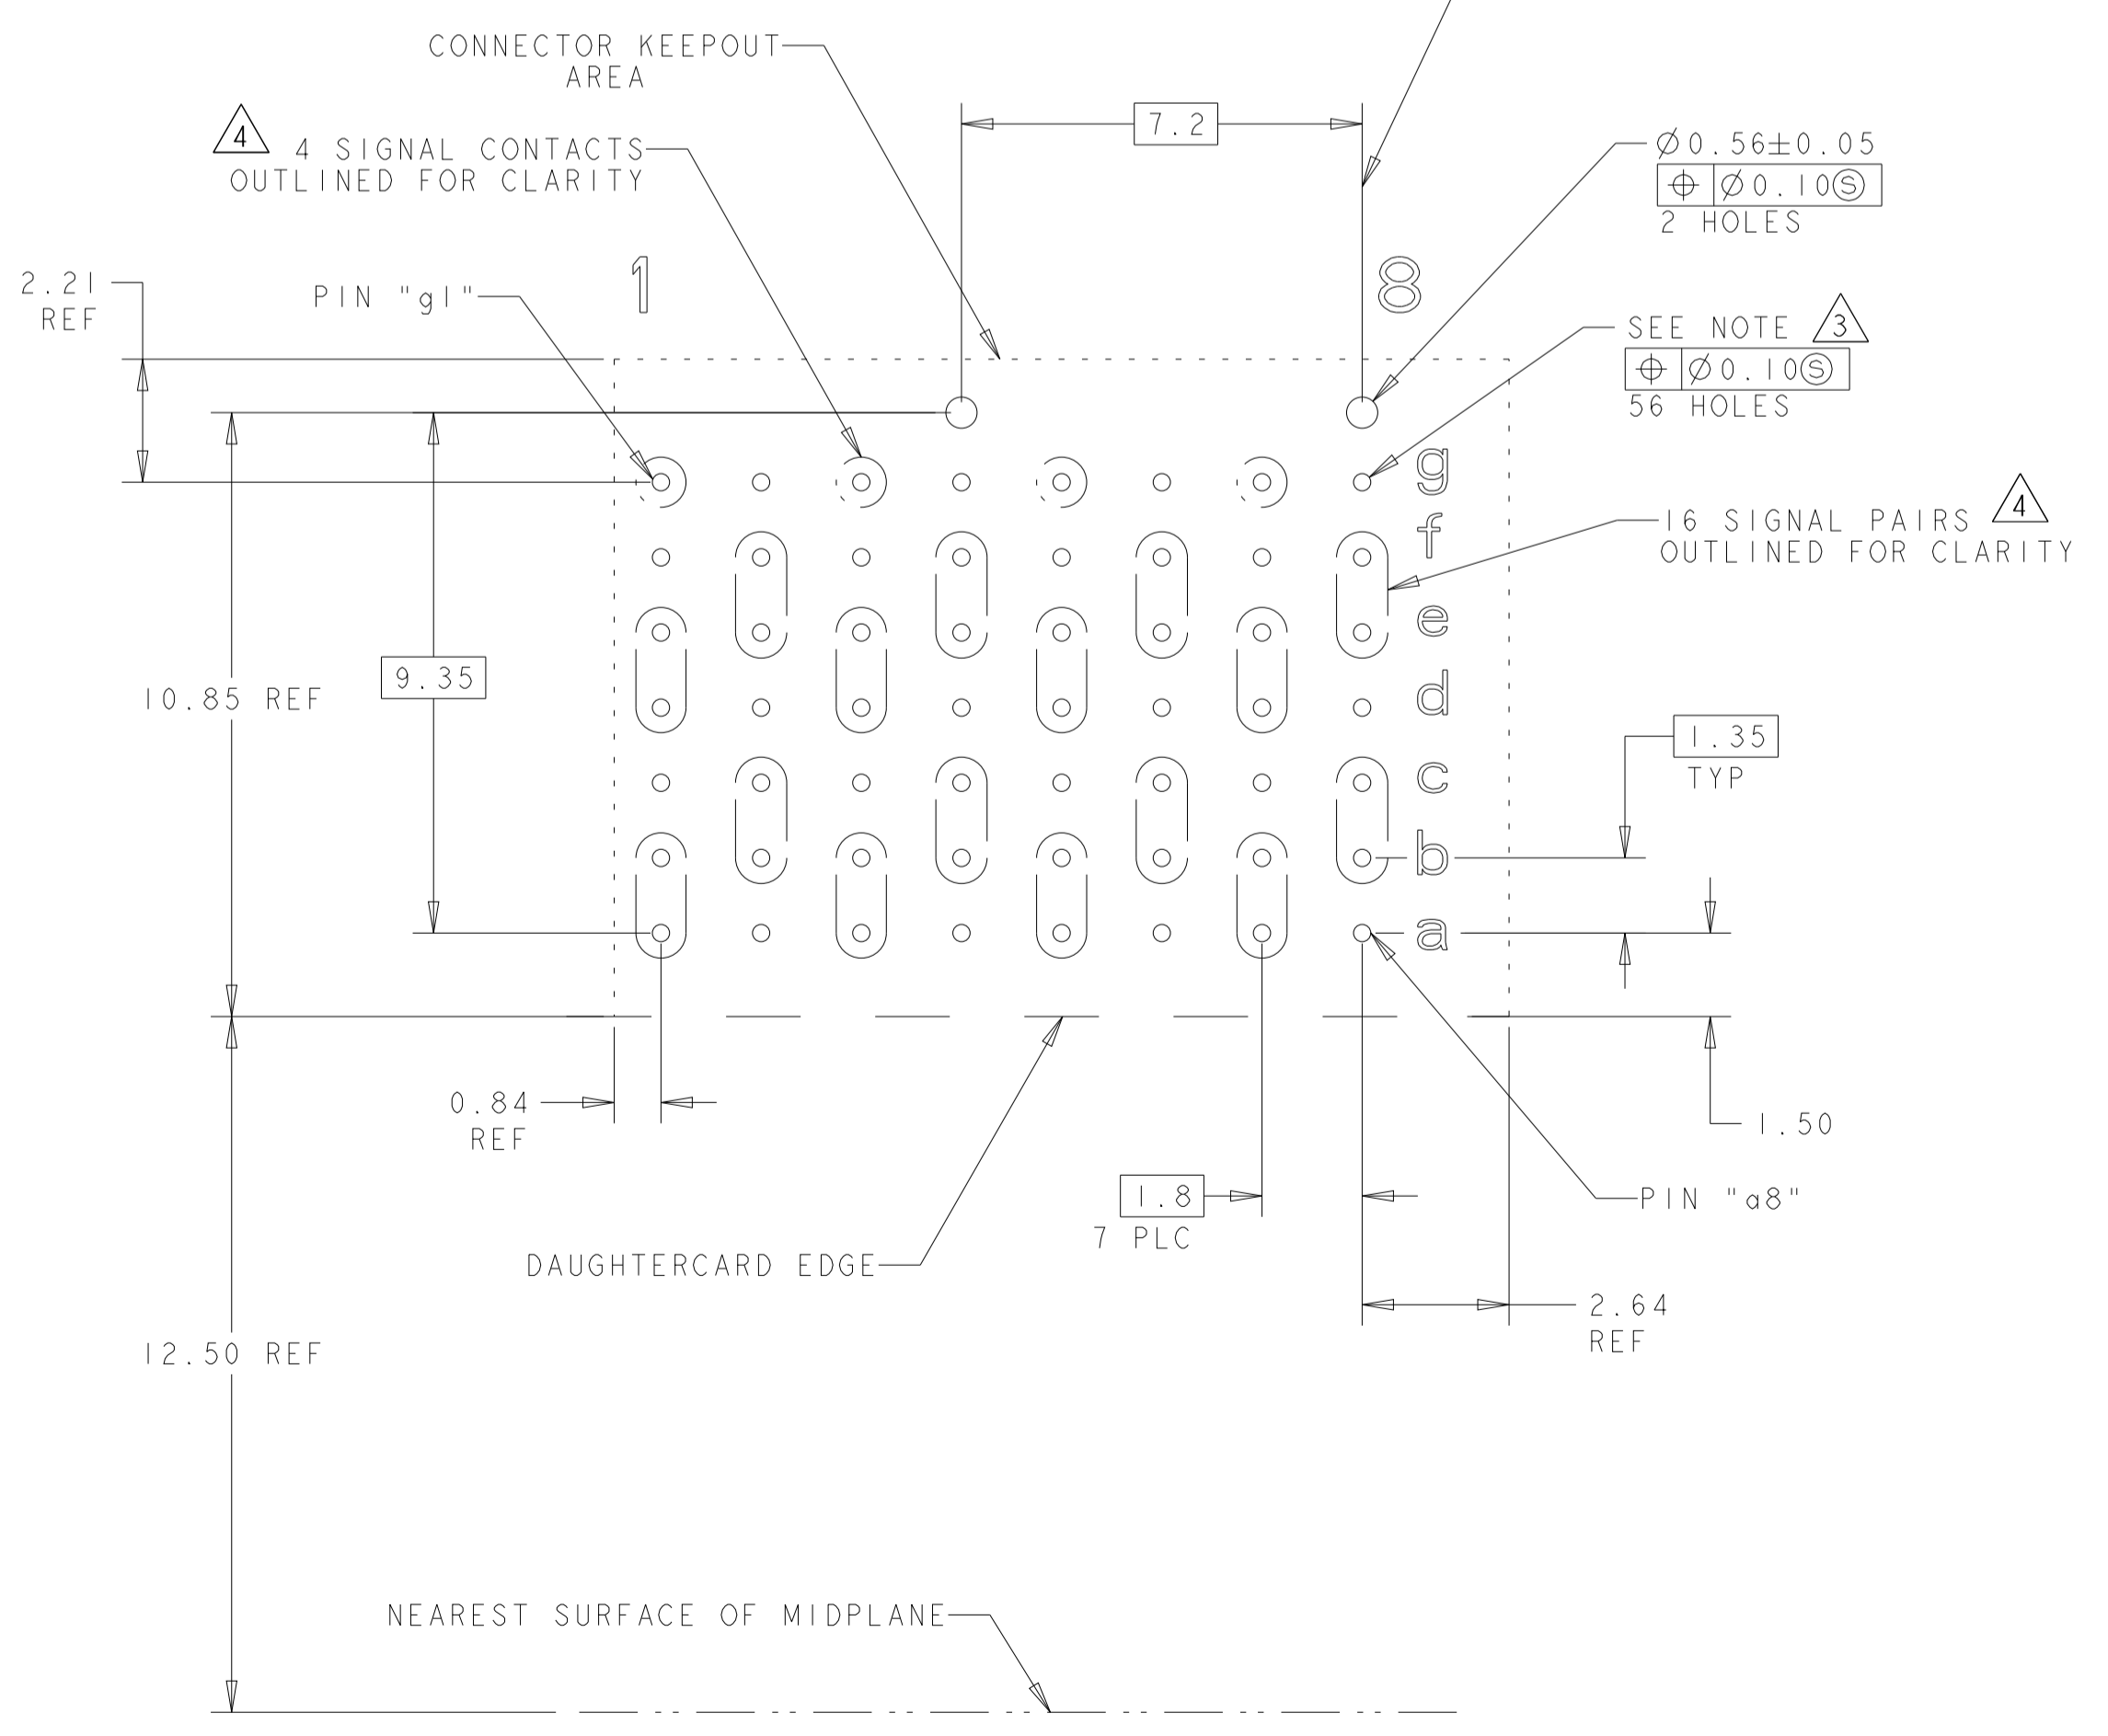 CONNECTOR KEEPOUT
AREA
4
4 SIGNAL CONTACTS
OUTLINED FOR CLARITY
7.2
Ø0.56±0.05
⌖ Ø0.10Ⓢ
2 HOLES
2.21
REF
PIN "g1"
1
8
SEE NOTE 3
⌖ Ø0.10Ⓢ
56 HOLES
g
f
16 SIGNAL PAIRS 4
OUTLINED FOR CLARITY
e
10.85 REF
9.35
d
1.35
TYP
c
b
a
0.84
REF
1.50
1.8
7 PLC
PIN "a8"
DAUGHTERCARD EDGE
2.64
REF
12.50 REF
NEAREST SURFACE OF MIDPLANE